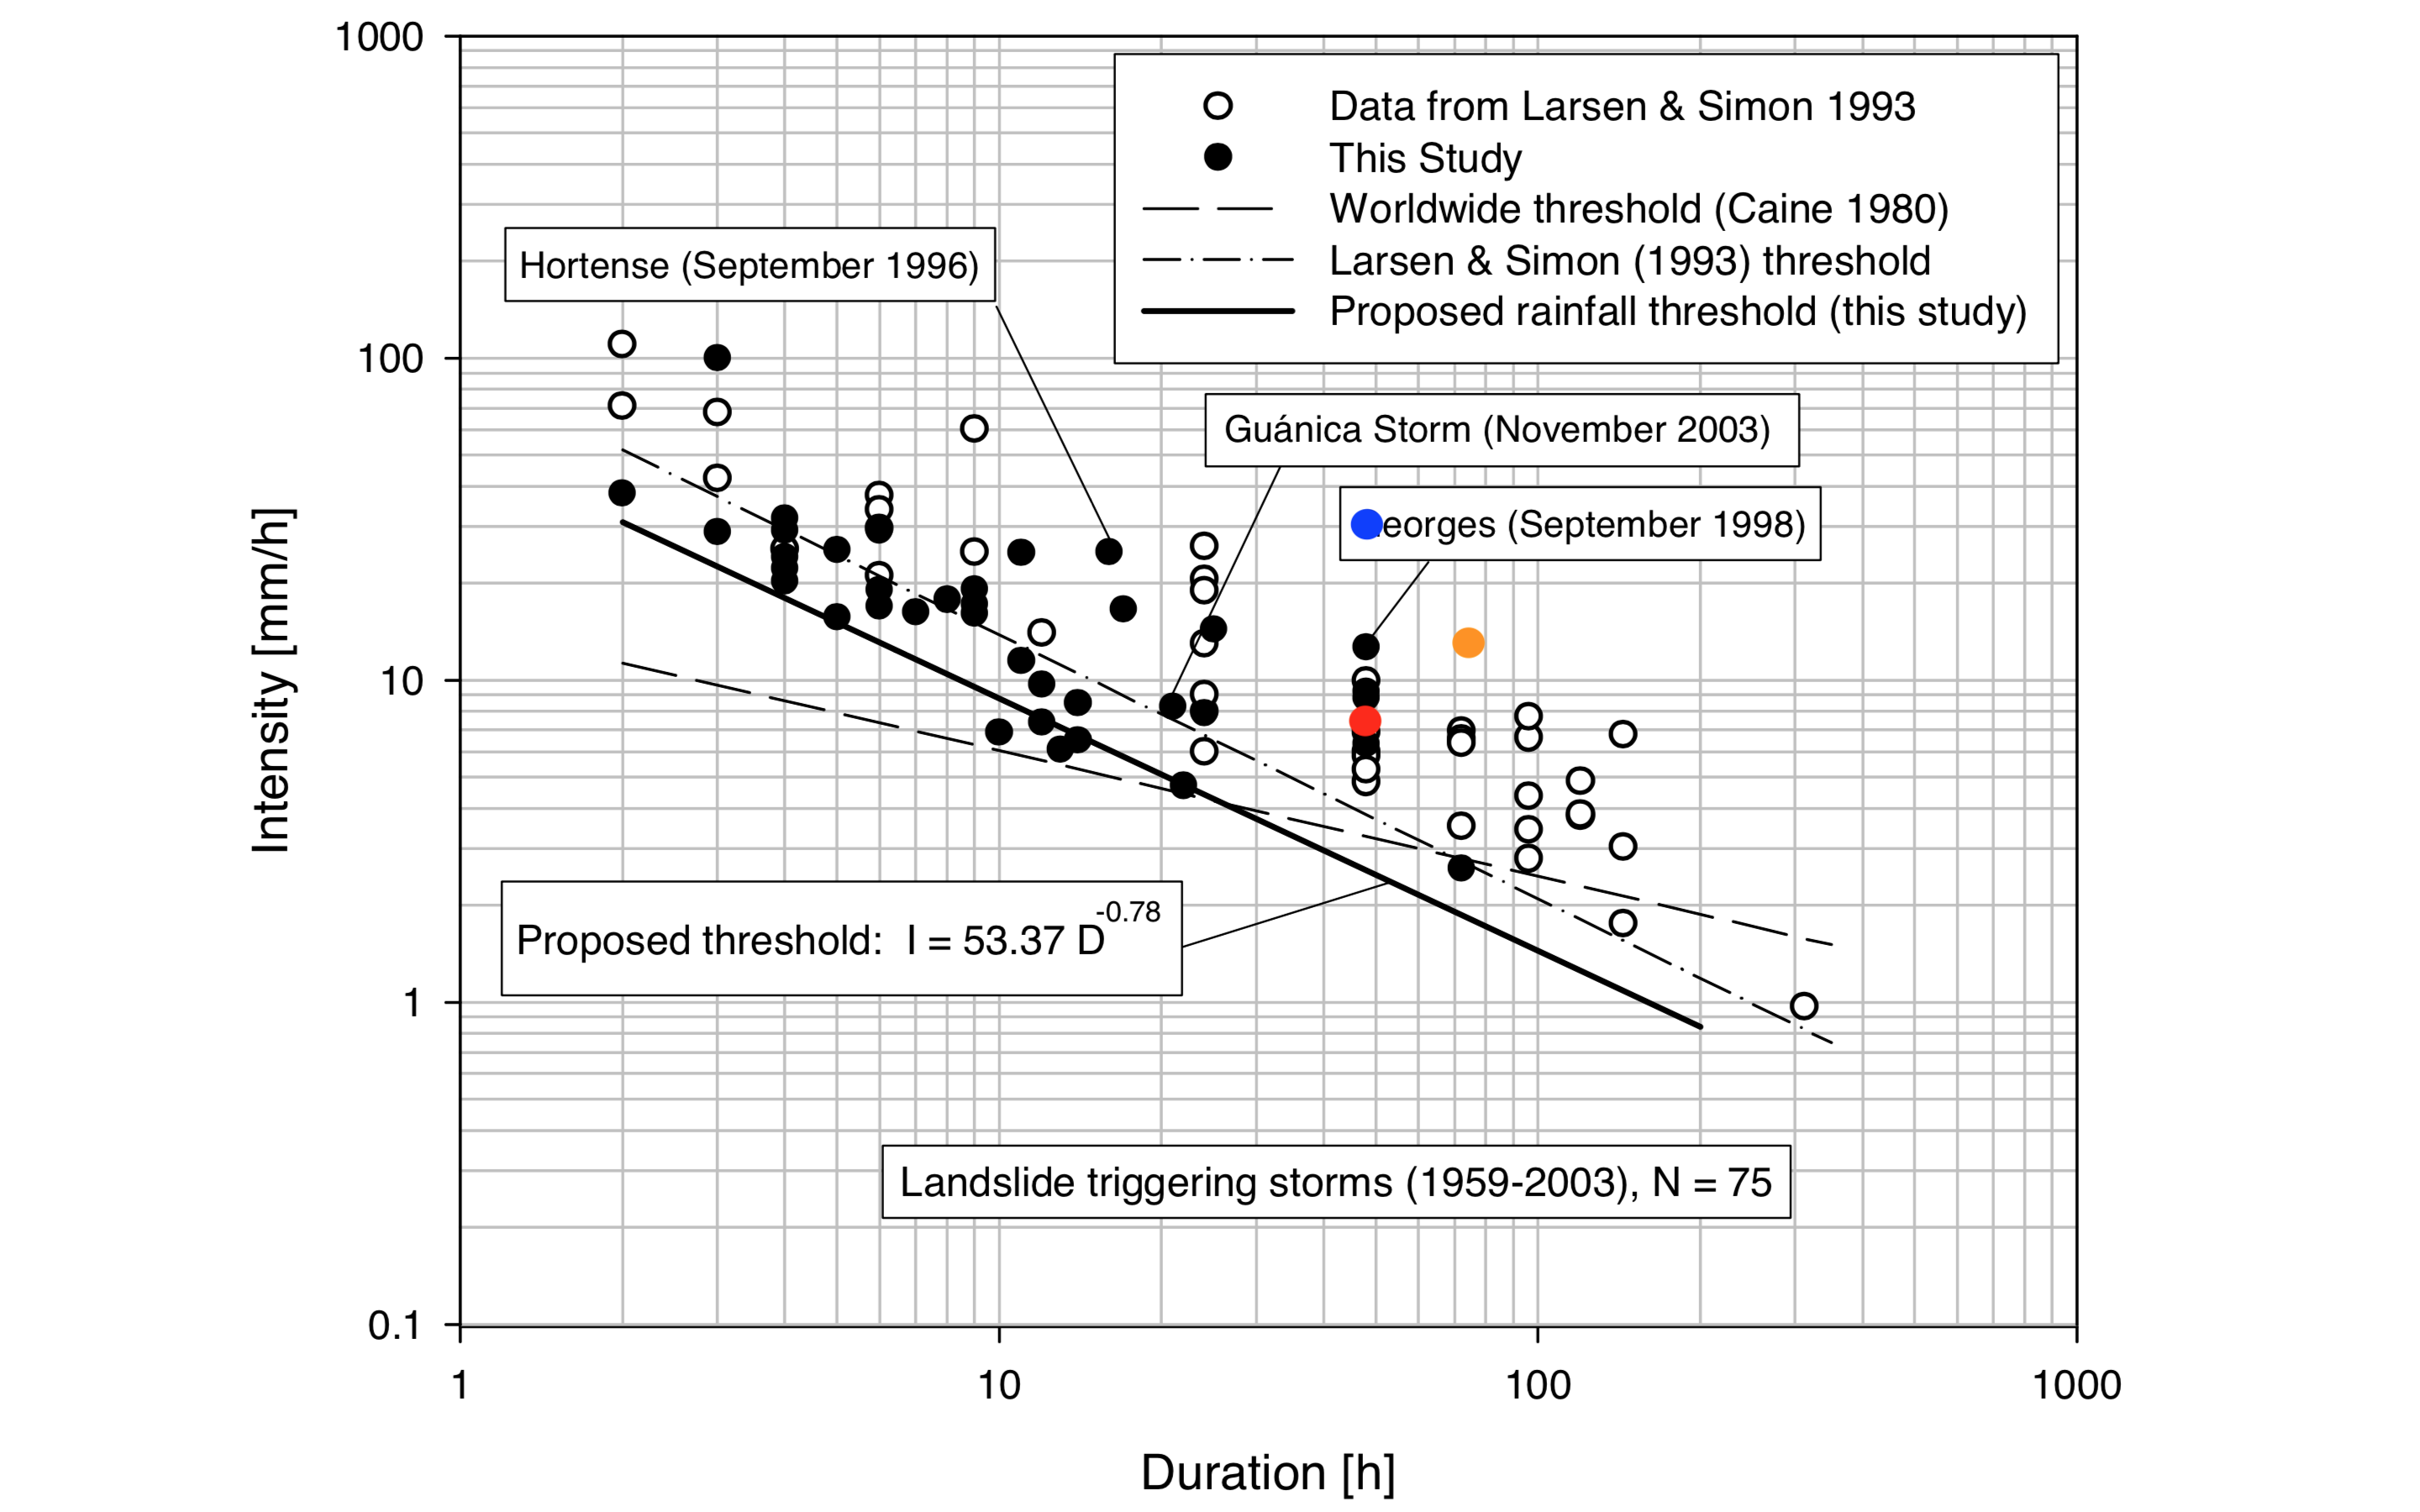 1000
100
10
1
0.1
Intensity [mm/h]
Data from Larsen & Simon 1993
This Study
Worldwide threshold (Caine 1980)
Larsen & Simon (1993) threshold
Proposed rainfall threshold (this study)
Hortense (September 1996)
Guánica Storm (November 2003)
eorges (September 1998)
Proposed threshold: I = 53.37 D-0.78
Landslide triggering storms (1959-2003), N = 75
1
10
100
1000
Duration [h]